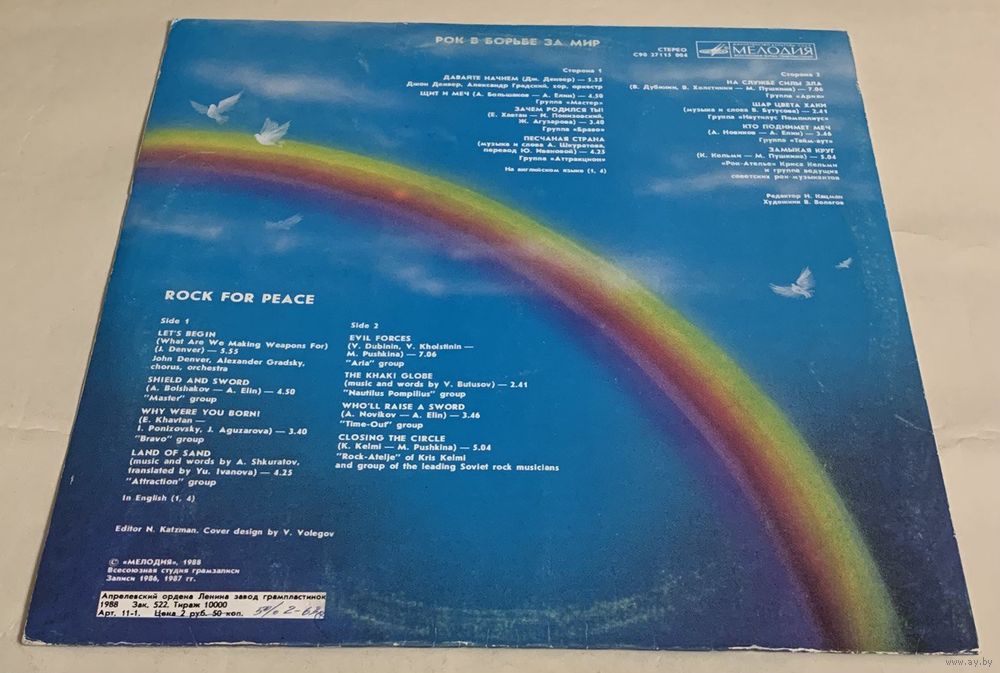 РОК В БОРЬБЕ ЗА МИР
СТЕРЕО
С90 27115 004
МЕЛОДИЯ
Сторона 1
ДАВАЙТЕ НАЧНЕМ (Дж. Денвер) — 5.55
Джон Денвер, Александр Градский, хор, оркестр
ЩИТ И МЕЧ (А. Большаков — А. Елин) — 4.50
Группа «Мастер»
ЗАЧЕМ РОДИЛСЯ ТЫ!
(Е. Хавтан — И. Понизовский,
Ж. Агузарова) — 3.40
Группа «Браво»
ПЕСЧАНАЯ СТРАНА
(музыка и слова А. Шкуратова,
перевод Ю. Ивановой) — 4.25
Группа «Аттракцион»
На английском языке (1, 4)
Сторона 2
НА СЛУЖБЕ СИЛЫ ЗЛА
(В. Дубинин, В. Холстинин — М. Пушкина) — 7.06
Группа «Ария»
ШАР ЦВЕТА ХАКИ
(музыка и слова В. Бутусова) — 2.41
Группа «Наутилус Помпилиус»
КТО ПОДНИМЕТ МЕЧ
(А. Новиков — А. Елин) — 3.46
Группа «Тайм-аут»
ЗАМЫКАЯ КРУГ
(К. Кельми — М. Пушкина) — 5.04
«Рок-Ателье» Криса Кельми
и группа ведущих
советских рок-музыкантов
Редактор Н. Кацман
Художник В. Волегов
ROCK FOR PEACE
Side 1
LET'S BEGIN
(What Are We Making Weapons For)
(J. Denver) — 5.55
John Denver, Alexander Gradsky,
chorus, orchestra
SHIELD AND SWORD
(A. Bolshakov — A. Elin) — 4.50
"Master" group
WHY WERE YOU BORN!
(E. Khavtan —
I. Ponizovsky, J. Aguzarova) — 3.40
"Bravo" group
LAND OF SAND
(music and words by A. Shkuratov,
translated by Yu. Ivanova) — 4.25
"Attraction" group
In English (1, 4)
Side 2
EVIL FORCES
(V. Dubinin, V. Kholstinin —
M. Pushkina) — 7.06
"Aria" group
THE KHAKI GLOBE
(music and words by V. Butusov) — 2.41
"Nautilus Pompilius" group
WHO'LL RAISE A SWORD
(A. Novikov — A. Elin) — 3.46
"Time-Out" group
CLOSING THE CIRCLE
(K. Kelmi — M. Pushkina) — 5.04
"Rock-Atelje" of Kris Kelmi
and group of the leading Soviet rock musicians
Editor N. Katzman. Cover design by V. Volegov
© «МЕЛОДИЯ», 1988
Всесоюзная студия грамзаписи
Записи 1986, 1987 гг.
Апрелевский ордена Ленина завод грампластинок
1988 Зак. 522. Тираж 10000
Арт. 11-1. Цена 2 руб. 50 коп.
www.ay.by